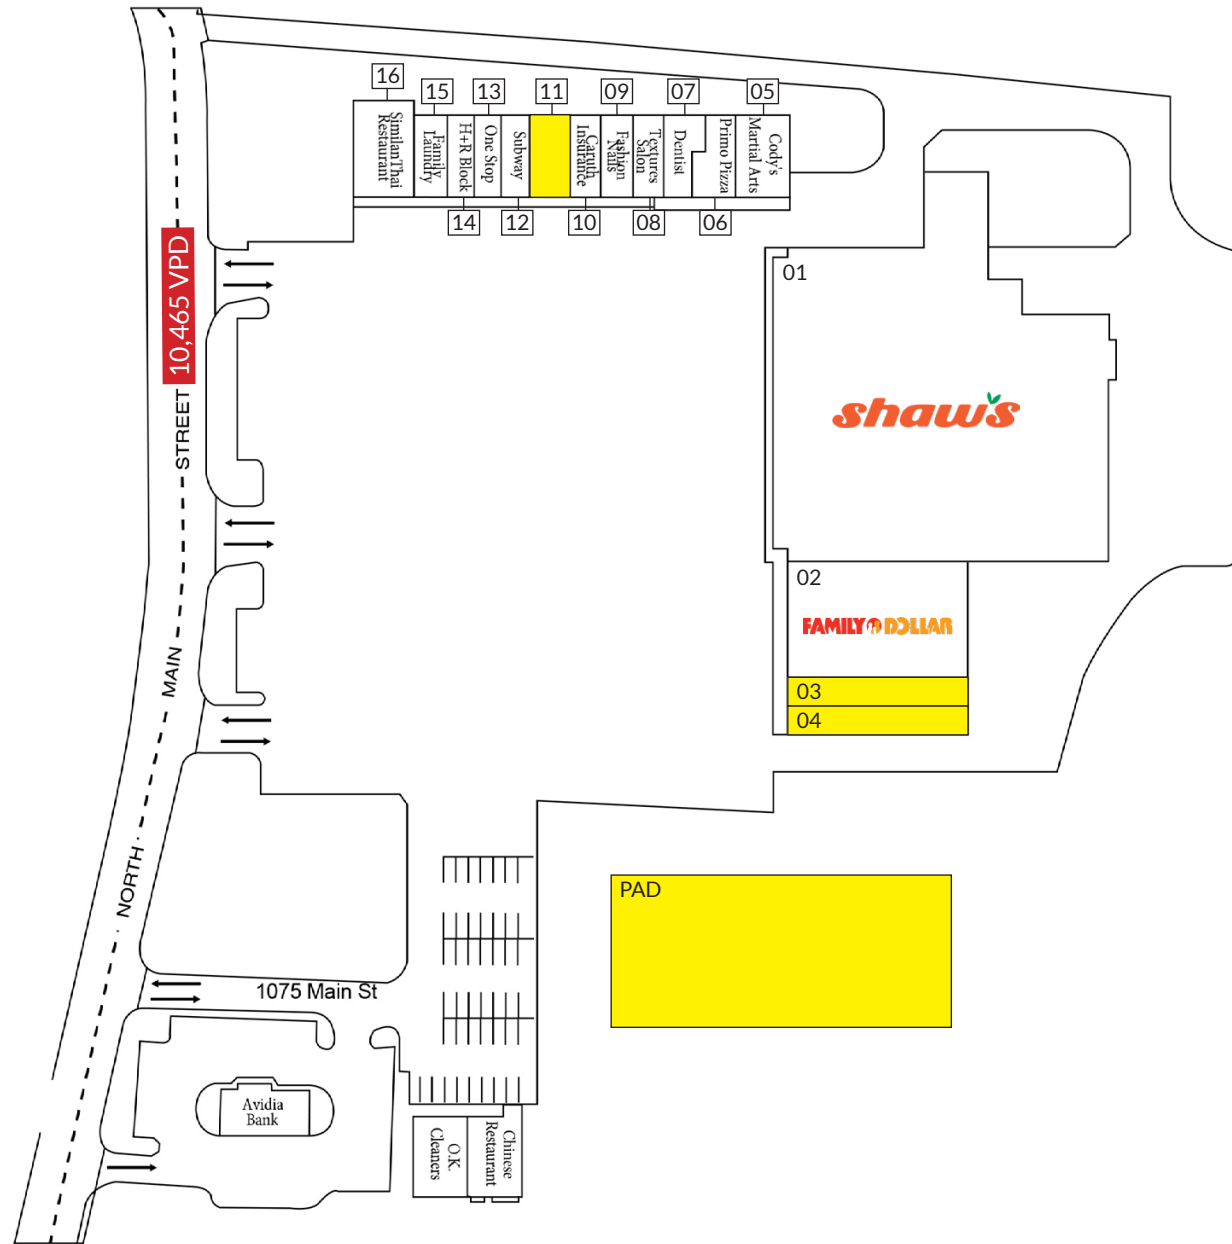 16
15
13
11
09
07
05
Similan Thai
Restaurant
Family
Laundry
H+R Block
One Stop
Subway
Caruth
Insurance
Fashion
Nails
Textures
Salon
Dentist
Primo Pizza
Cody's
Martial Arts
14
12
10
08
06
10,465 VPD
NORTH MAIN STREET
01
shaw's
02
FAMILY DOLLAR
03
04
PAD
1075 Main St
Avidia
Bank
O.K.
Cleaners
Chinese
Restaurant